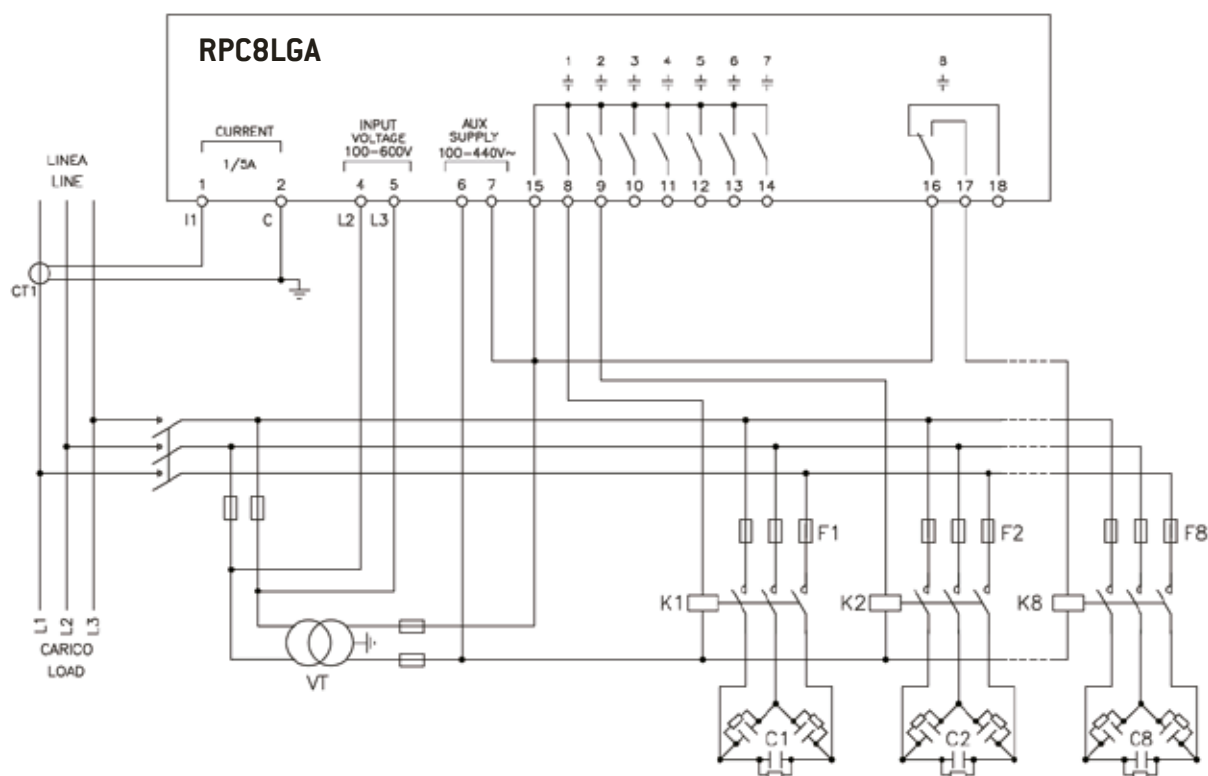 RPC8LGA
1 2 3 4 5 6 7 8
CURRENT
1/5A
INPUT
VOLTAGE
100-600V
AUX
SUPPLY
100-440V~
LINEA
LINE
1 2 4 5 6 7 15 8 9 10 11 12 13 14 16 17 18
I1 C L2 L3
CT1
F1 F2 F8
K1 K2 K8
L1 L2 L3
CARICO
LOAD
VT
C1 C2 C8